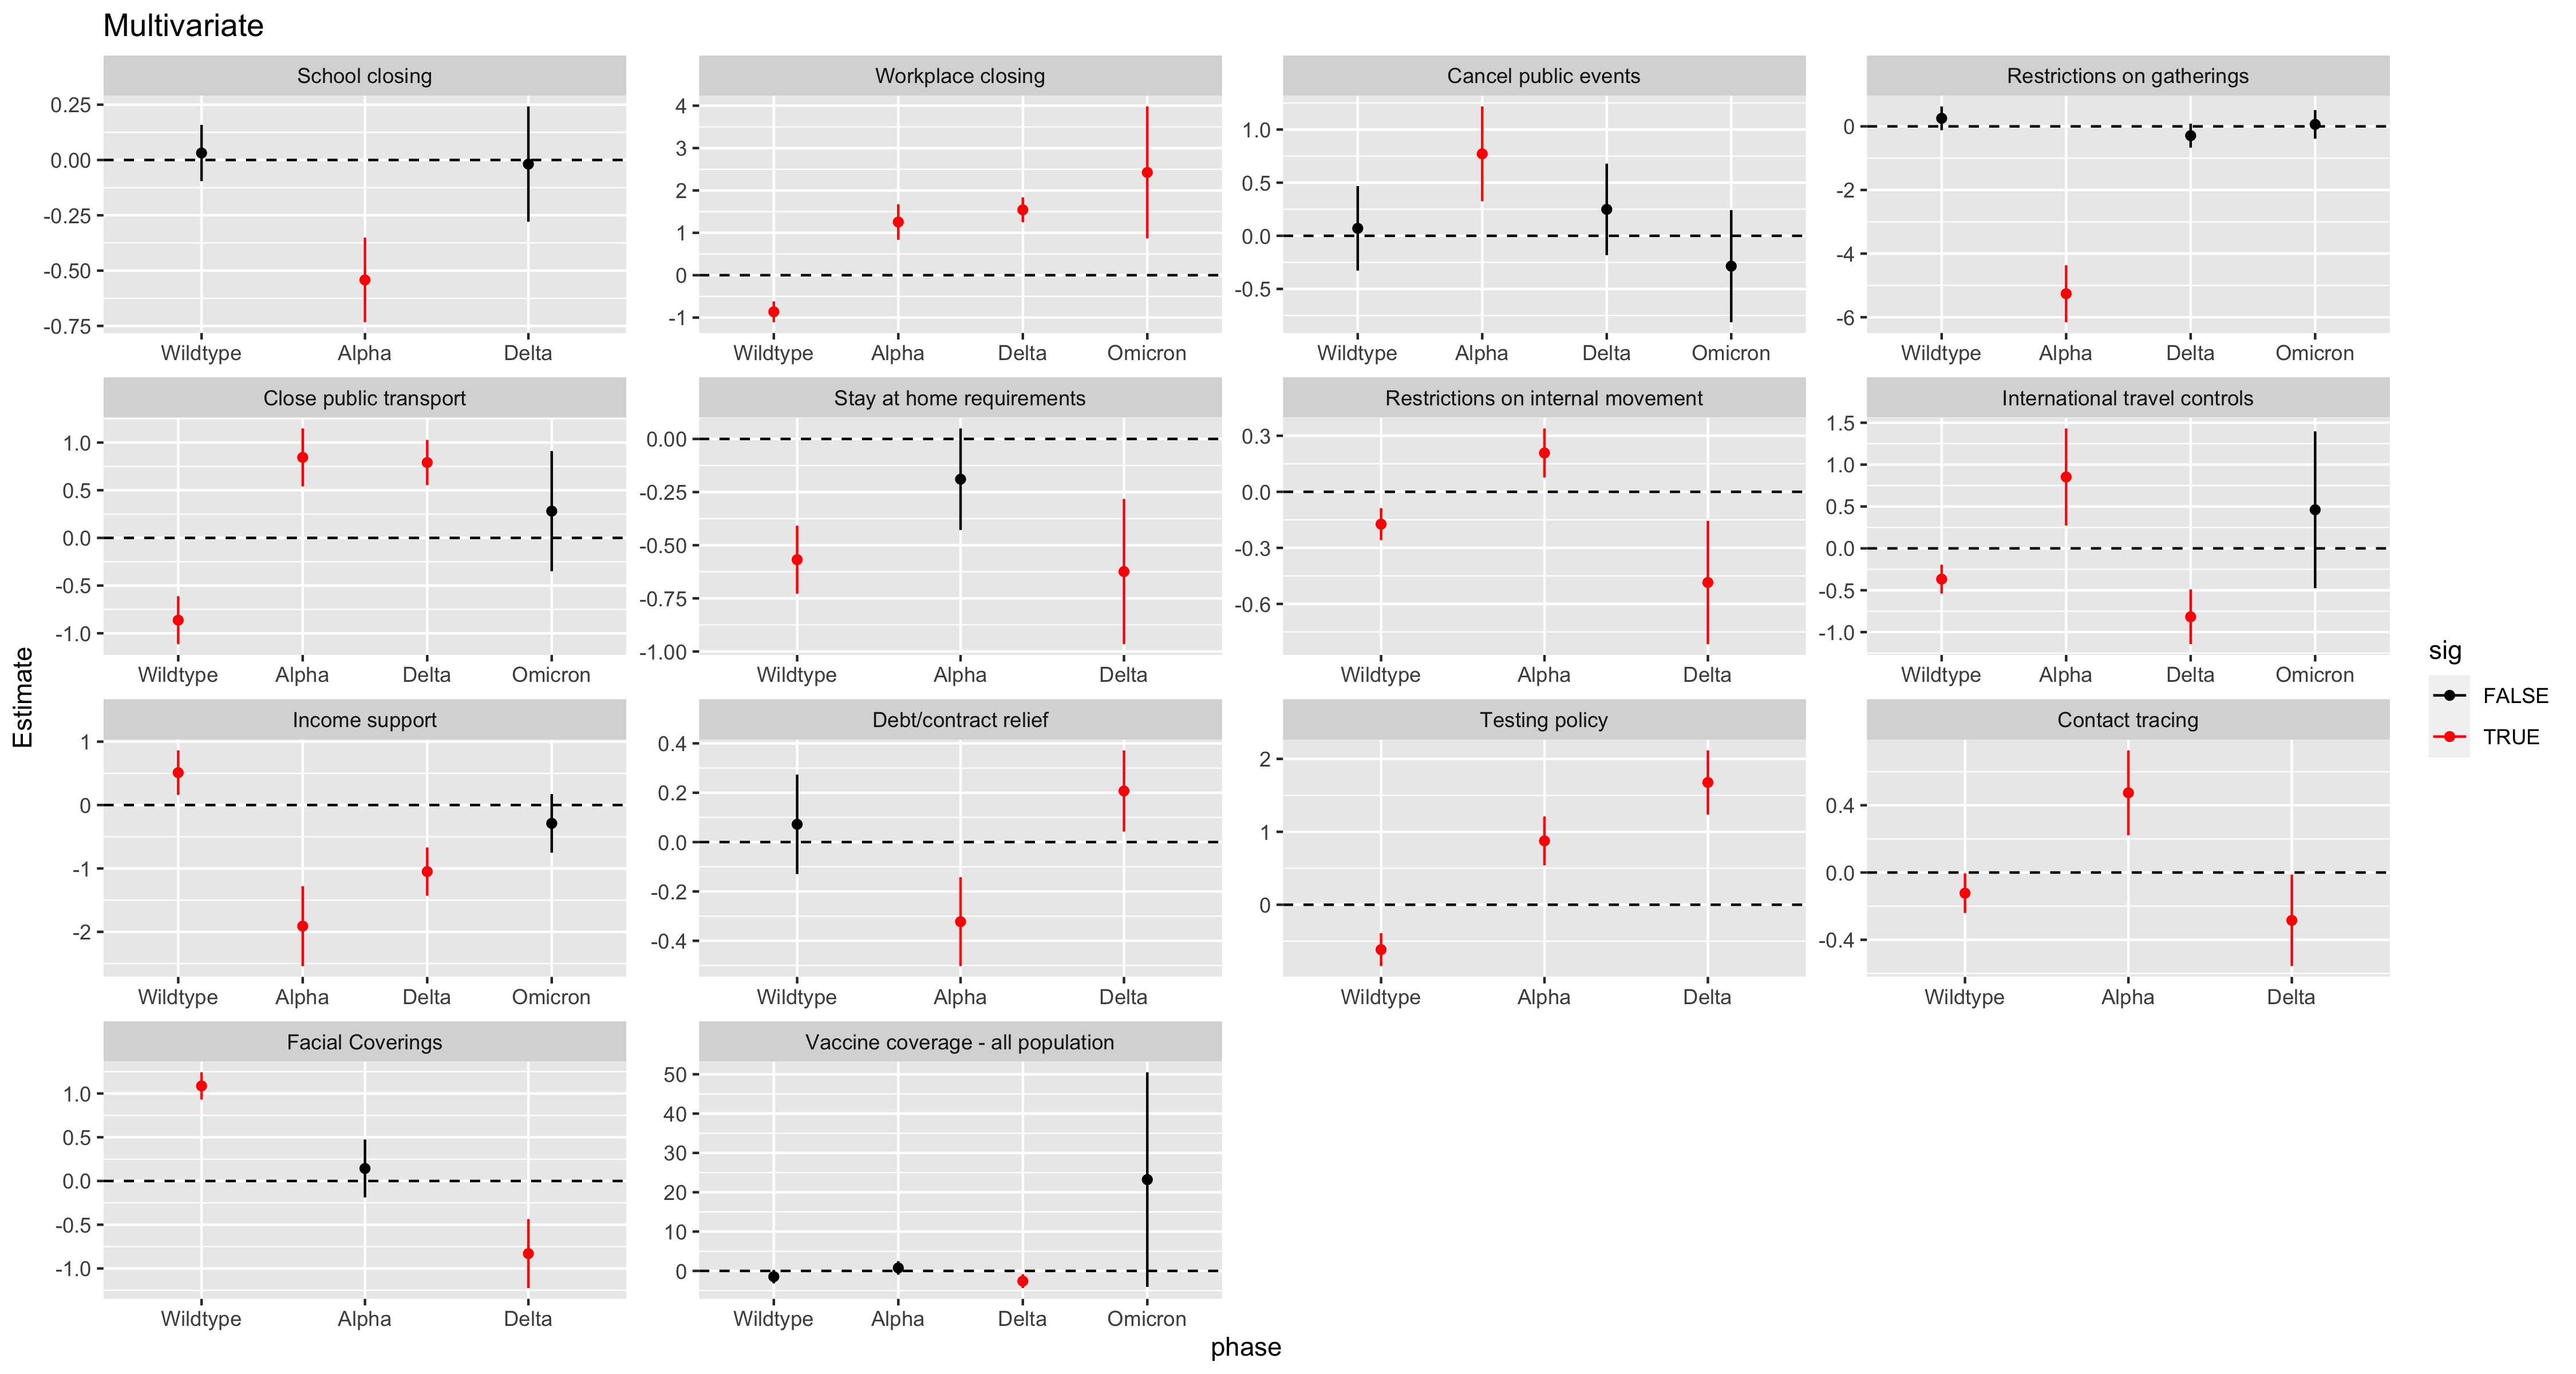 Multivariate
School closing
Workplace closing
Cancel public events
Restrictions on gatherings
0.25
0.00
-0.25
-0.50
-0.75
4
3
2
1
0
-1
1.0
0.5
0.0
-0.5
0
-2
-4
-6
Wildtype Alpha Delta
Wildtype Alpha Delta Omicron
Wildtype Alpha Delta Omicron
Wildtype Alpha Delta Omicron
Close public transport
Stay at home requirements
Restrictions on internal movement
International travel controls
1.0
0.5
0.0
-0.5
-1.0
0.00
-0.25
-0.50
-0.75
-1.00
0.3
0.0
-0.3
-0.6
1.5
1.0
0.5
0.0
-0.5
-1.0
Wildtype Alpha Delta Omicron
Wildtype Alpha Delta
Wildtype Alpha Delta
Wildtype Alpha Delta Omicron
Estimate
Income support
Debt/contract relief
Testing policy
Contact tracing
1
0
-1
-2
0.4
0.2
0.0
-0.2
-0.4
2
1
0
0.4
0.0
-0.4
Wildtype Alpha Delta Omicron
Wildtype Alpha Delta
Wildtype Alpha Delta
Wildtype Alpha Delta
Facial Coverings
Vaccine coverage - all population
1.0
0.5
0.0
-0.5
-1.0
50
40
30
20
10
0
Wildtype Alpha Delta
Wildtype Alpha Delta Omicron
phase
sig
FALSE
TRUE